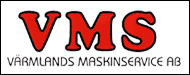 VMS
VÄRMLANDS MASKINSERVICE AB